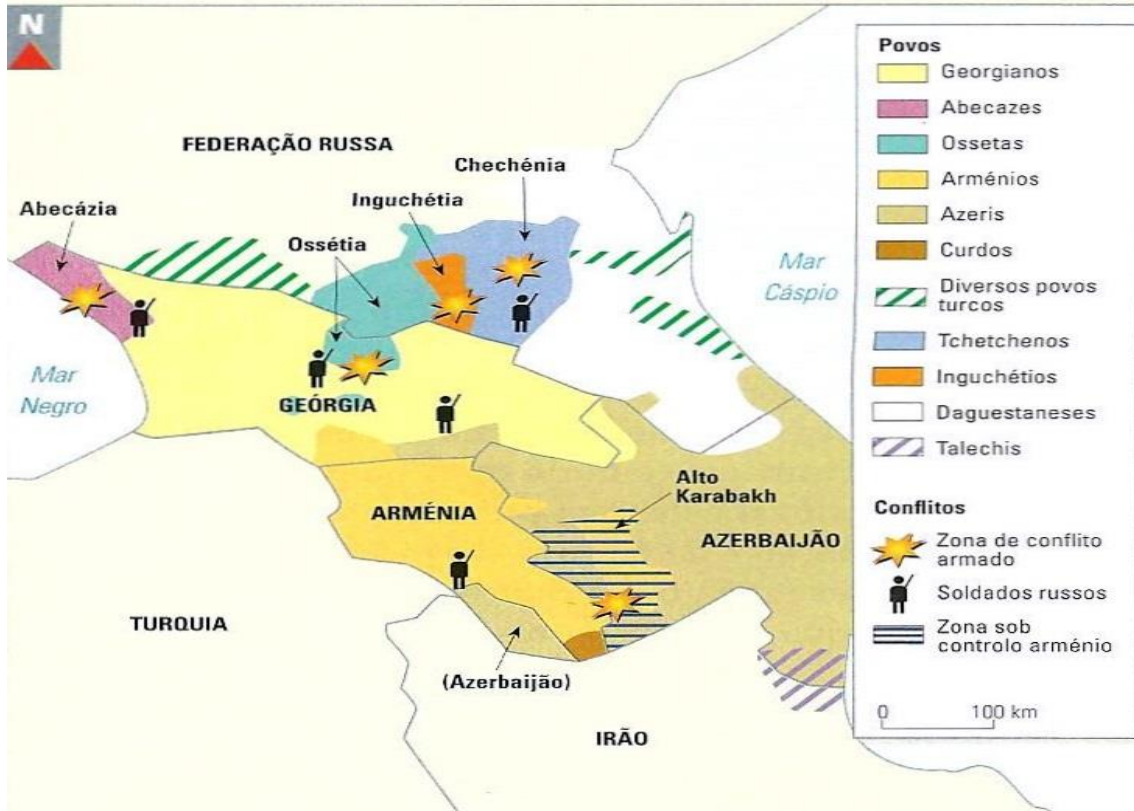 N
FEDERAÇÃO RUSSA
Chechénia
Inguchétia
Abecázia
Ossétia
Mar
Cáspio
Mar
Negro
GEÓRGIA
Alto
Karabakh
ARMÉNIA
AZERBAIJÃO
TURQUIA
(Azerbaijão)
IRÃO
Povos
Georgianos
Abecazes
Ossetas
Arménios
Azeris
Curdos
Diversos povos
turcos
Tchetchenos
Inguchétios
Daguestaneses
Talechis
Conflitos
Zona de conflito
armado
Soldados russos
Zona sob
controlo arménio
0 100 km